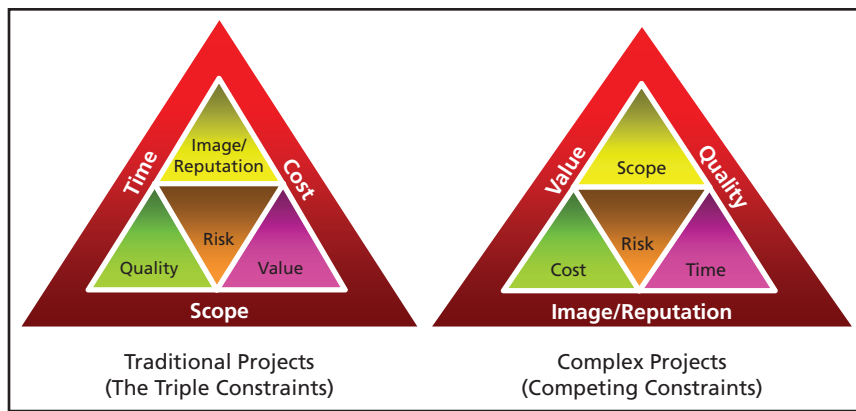 Time
Cost
Image/
Reputation
Risk
Quality
Value
Scope
Traditional Projects
(The Triple Constraints)
Value
Quality
Scope
Risk
Cost
Time
Image/Reputation
Complex Projects
(Competing Constraints)